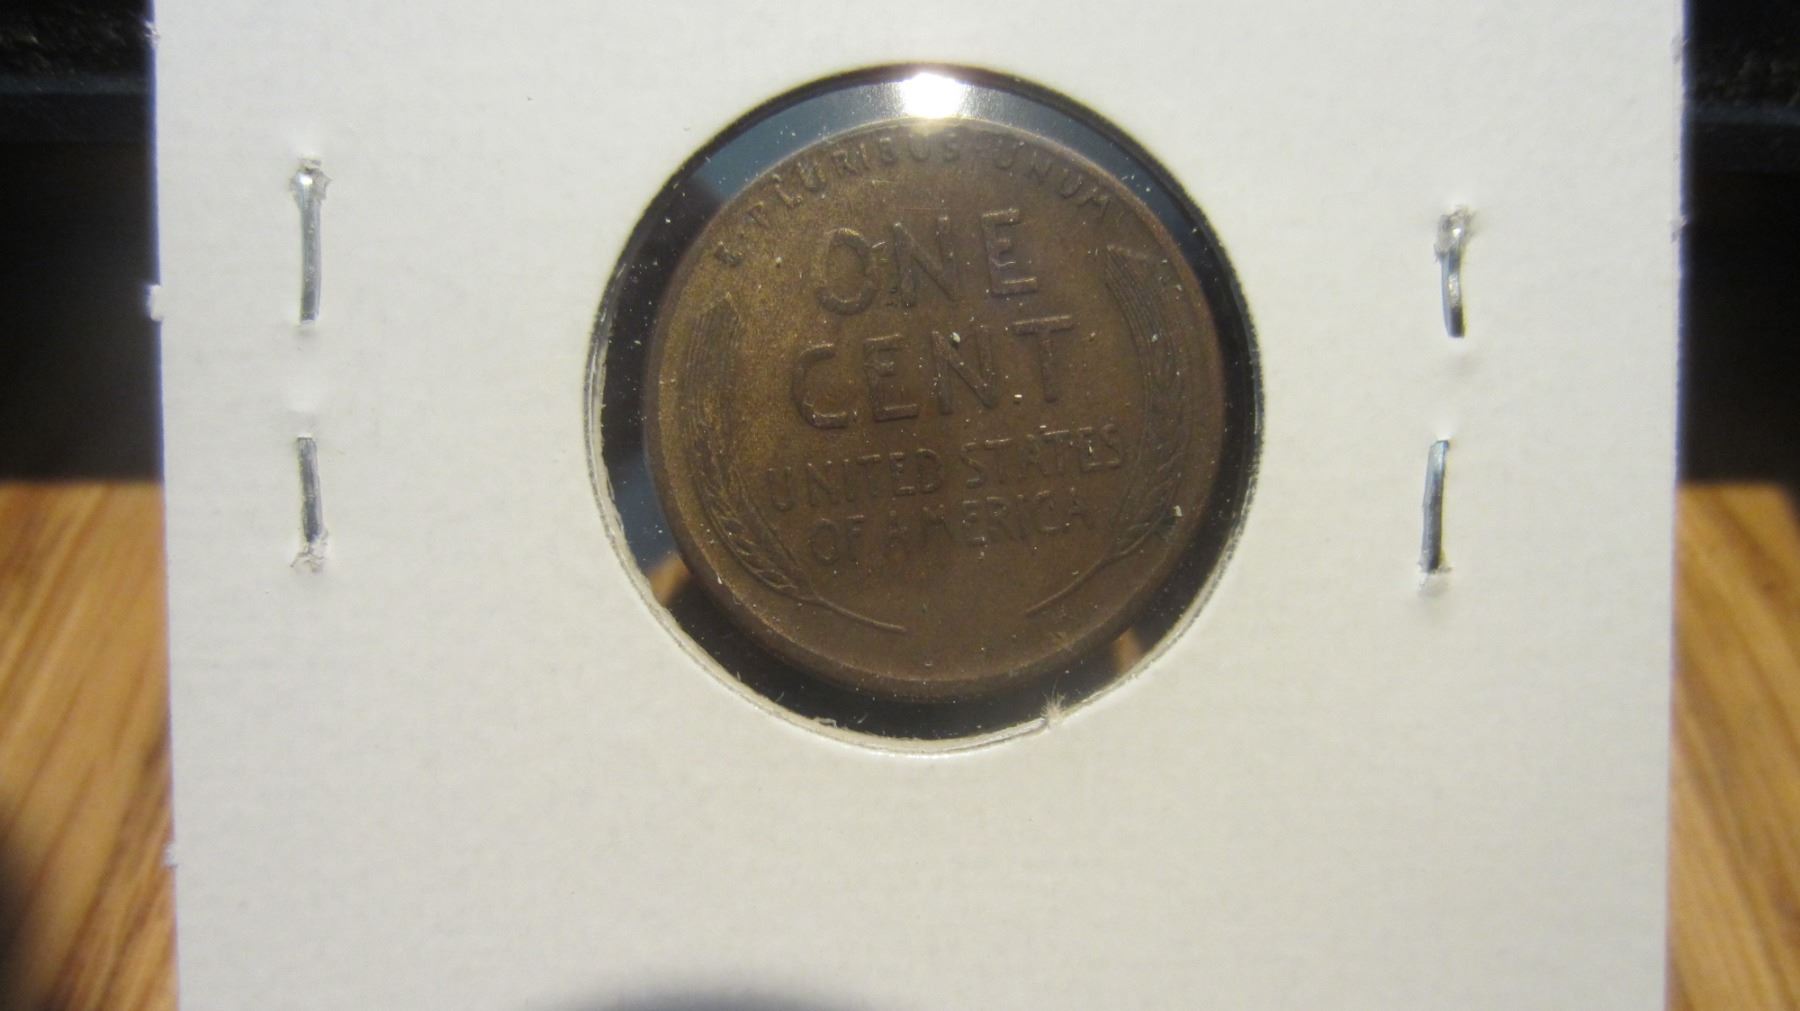 E PLURIBUS UNUM
ONE
CENT
UNITED STATES
OF AMERICA